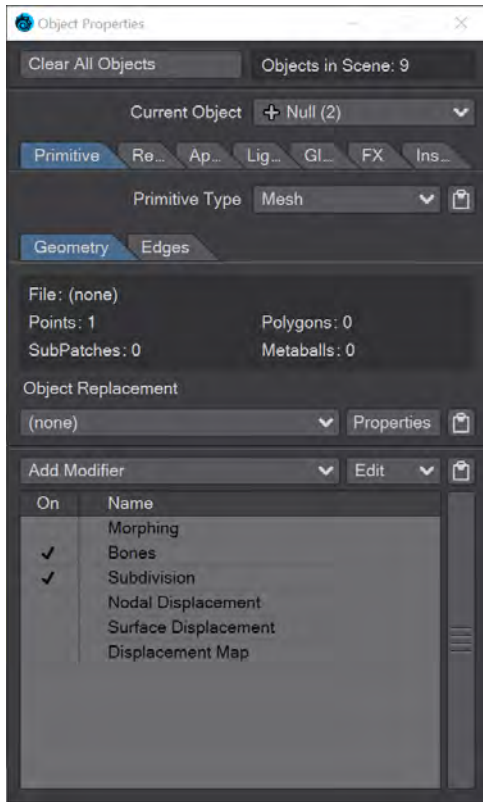 Object Properties
Clear All Objects Objects in Scene: 9
Current Object Null (2)
Primitive Re... Ap... Lig... Gl... FX Ins...
Primitive Type Mesh
Geometry Edges
File: (none)
Points: 1 Polygons: 0
SubPatches: 0 Metaballs: 0
Object Replacement
(none) Properties
Add Modifier Edit
On Name
Morphing
Bones
Subdivision
Nodal Displacement
Surface Displacement
Displacement Map